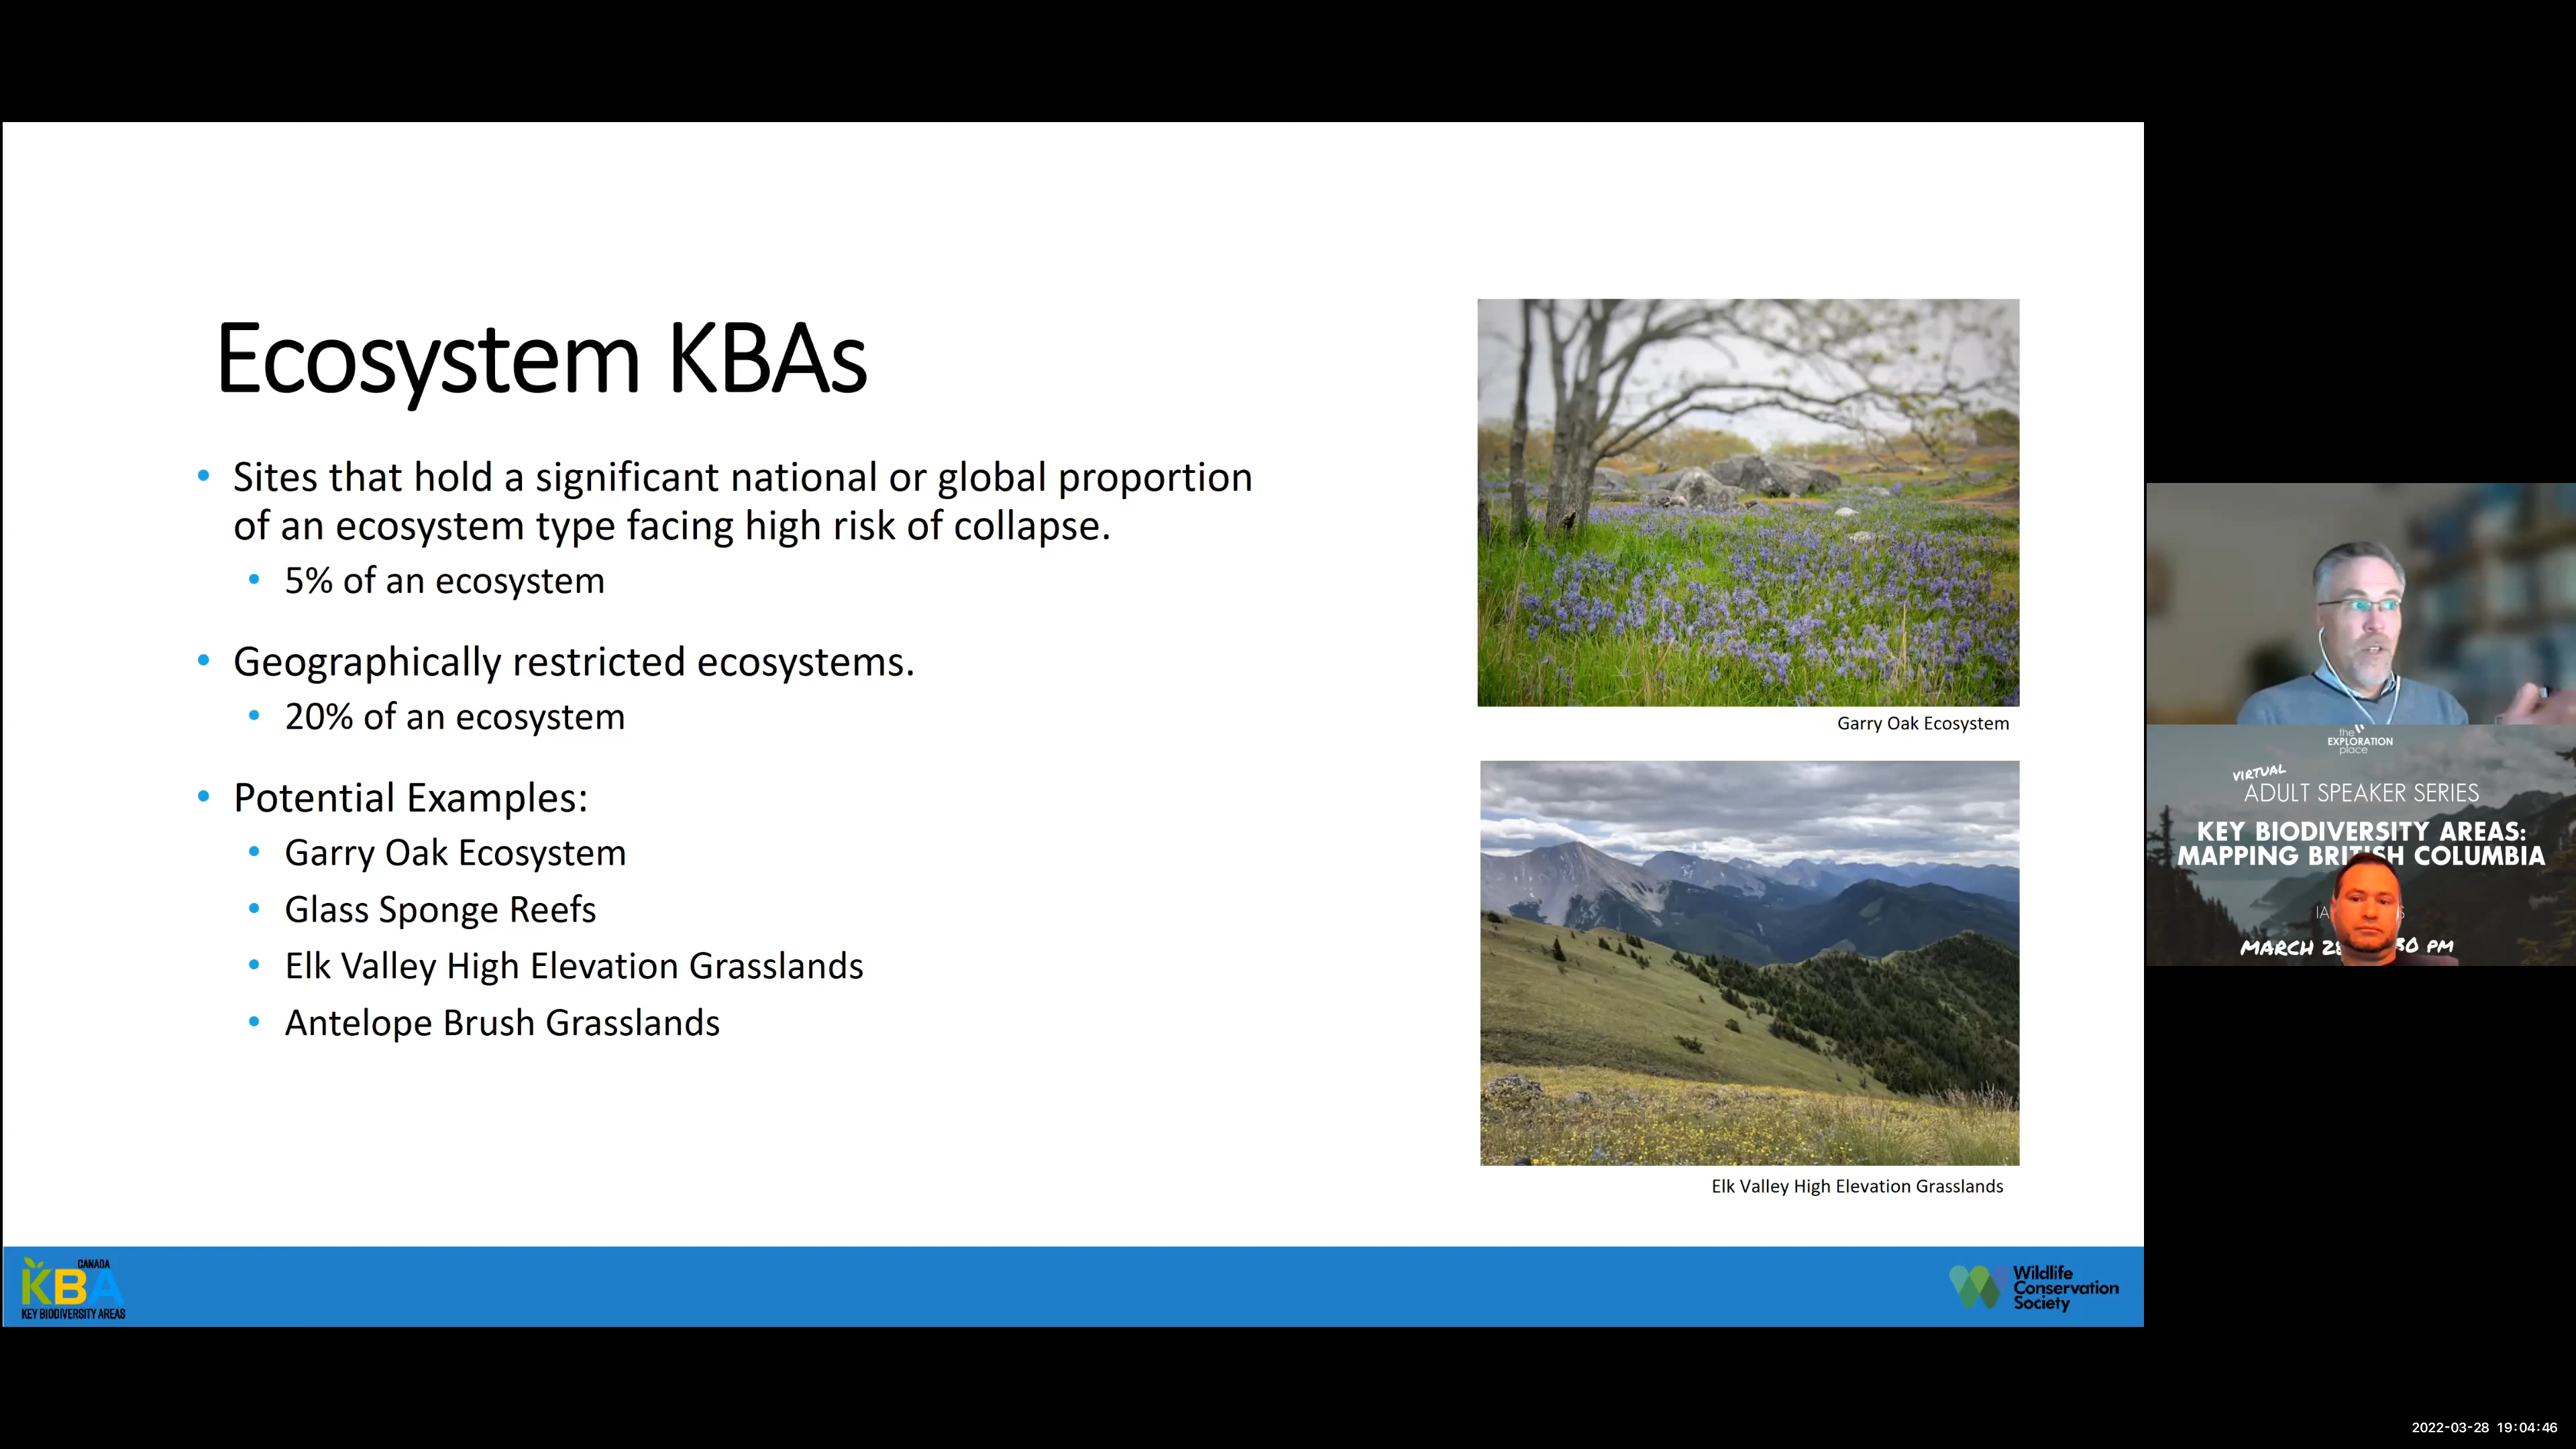 Ecosystem KBAs
• Sites that hold a significant national or global proportion
of an ecosystem type facing high risk of collapse.
• 5% of an ecosystem
• Geographically restricted ecosystems.
• 20% of an ecosystem
• Potential Examples:
• Garry Oak Ecosystem
• Glass Sponge Reefs
• Elk Valley High Elevation Grasslands
• Antelope Brush Grasslands
Garry Oak Ecosystem
Elk Valley High Elevation Grasslands
CANADA
KBA
KEY BIODIVERSITY AREAS
Wildlife
Conservation
Society
the
EXPLORATION
place
VIRTUAL
ADULT SPEAKER SERIES
KEY BIODIVERSITY AREAS:
MAPPING BRITISH COLUMBIA
MARCH 30 PM
2022-03-28 19:04:46